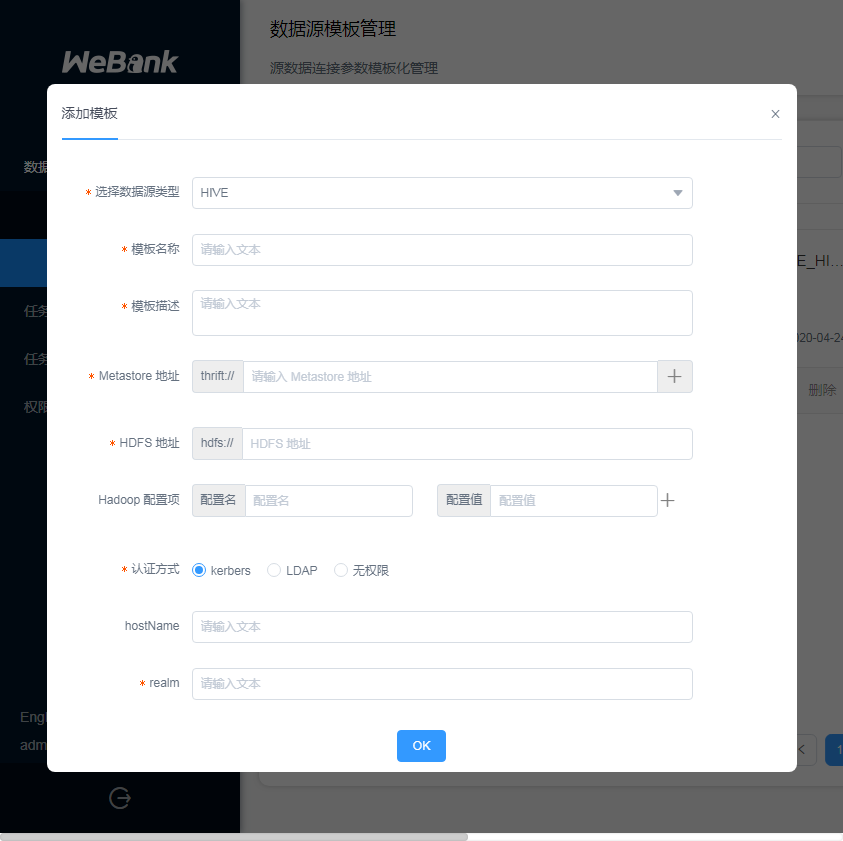 数据源模板管理
WeBank
源数据连接参数模板化管理
添加模板
数据
* 选择数据源类型 HIVE
* 模板名称 请输入文本
E_HI...
* 模板描述 请输入文本
任务
020-04-24
任务
* Metastore 地址 thrift:// 请输入 Metastore 地址
删除
权限
* HDFS 地址 hdfs:// HDFS 地址
Hadoop 配置项 配置名 配置名 配置值 配置值
* 认证方式 kerbers LDAP 无权限
hostName 请输入文本
* realm 请输入文本
Engl
adm
OK
1